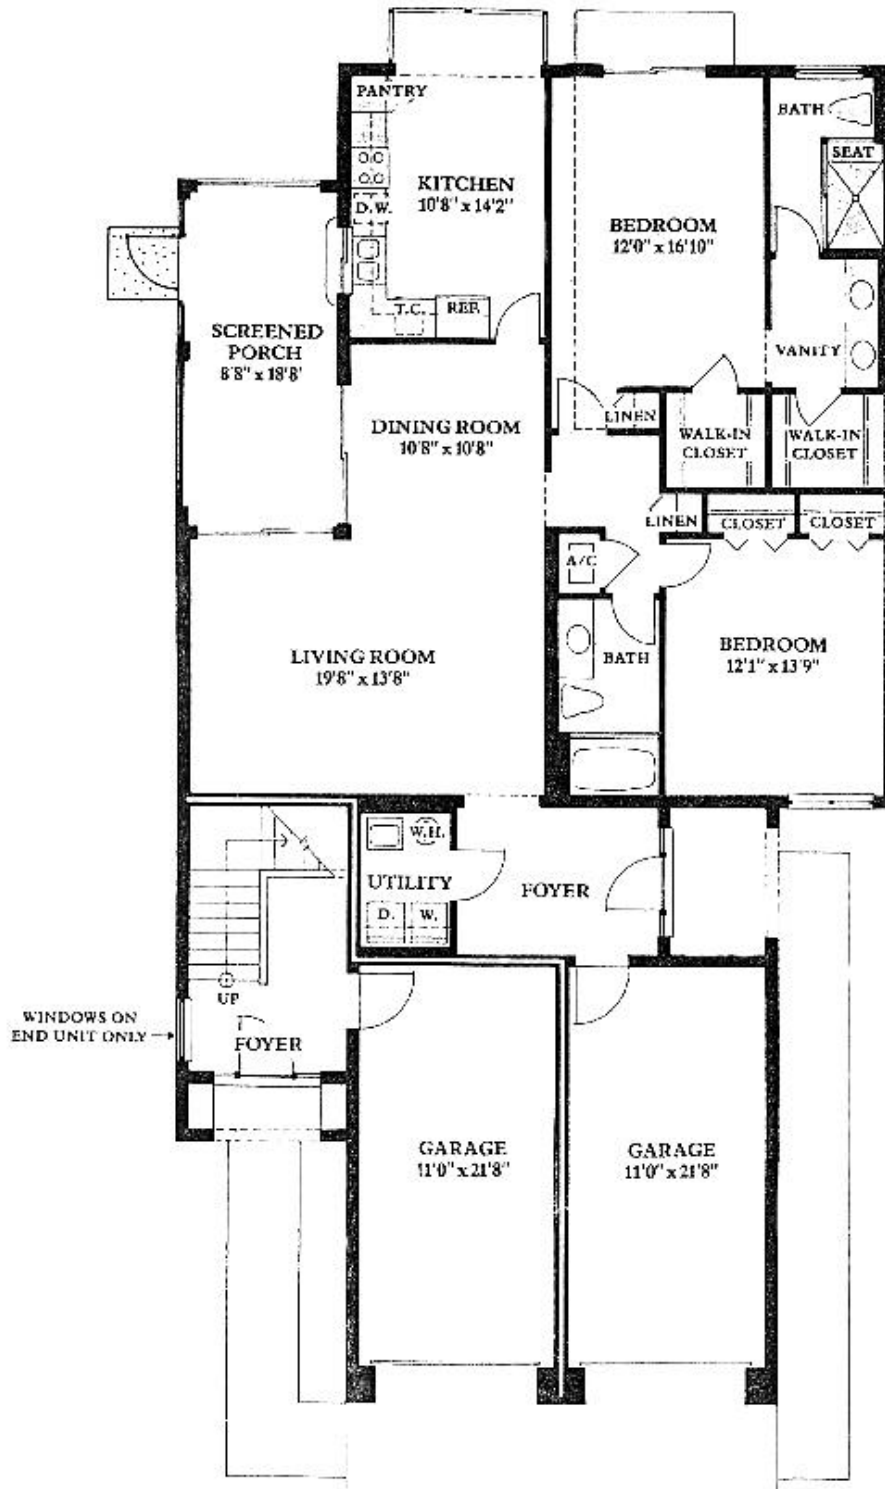 PANTRY
KITCHEN
10'8" x 14'2"
D.W.
T.C.
REF.
BATH
SEAT
BEDROOM
12'0" x 16'10"
VANITY
SCREENED
PORCH
8'8" x 18'8'
DINING ROOM
10'8" x 10'8"
LINEN
WALK-IN
CLOSET
WALK-IN
CLOSET
LINEN
CLOSET
CLOSET
A/C
LIVING ROOM
19'8" x 13'8"
BATH
BEDROOM
12'1" x 13'9"
W.H.
UTILITY
D.
W.
FOYER
UP
WINDOWS ON
END UNIT ONLY
FOYER
GARAGE
11'0" x 21'8"
GARAGE
11'0" x 21'8"